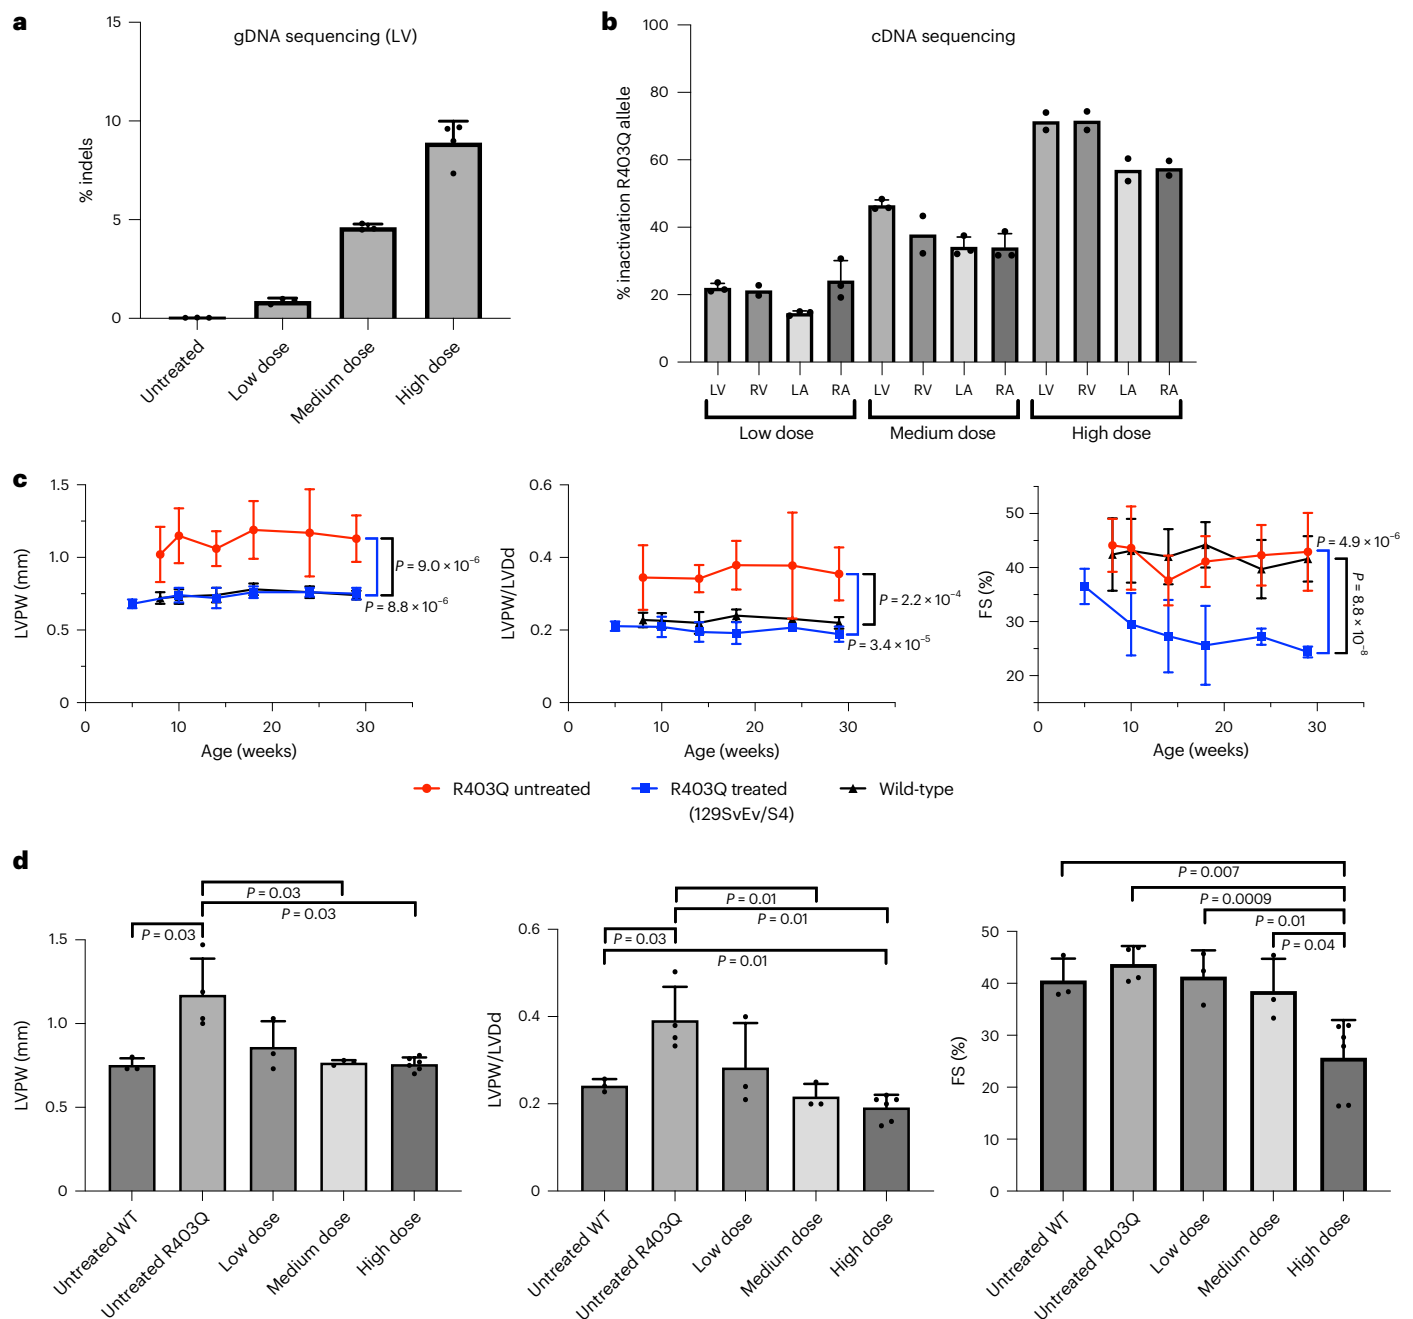 a
gDNA sequencing (LV)
% indels
15
10
5
0
Untreated
Low dose
Medium dose
High dose
b
cDNA sequencing
% inactivation R403Q allele
100
80
60
40
20
0
LV RV LA RA LV RV LA RA LV RV LA RA
Low dose Medium dose High dose
c
LVPW (mm)
1.5
1.0
0.5
0
0 10 20 30
Age (weeks)
P = 9.0 × 10⁻⁶
P = 8.8 × 10⁻⁶
LVPW/LVDd
0.6
0.4
0.2
0
0 10 20 30
Age (weeks)
P = 2.2 × 10⁻⁴
P = 3.4 × 10⁻⁵
FS (%)
50
40
30
20
0 10 20 30
Age (weeks)
P = 4.9 × 10⁻⁶
P = 8.8 × 10⁻⁸
R403Q untreated
R403Q treated
(129SvEv/S4)
Wild-type
d
P = 0.03
P = 0.03
P = 0.03
LVPW (mm)
1.5
1.0
0.5
0
Untreated WT
Untreated R403Q
Low dose
Medium dose
High dose
P = 0.01
P = 0.01
P = 0.03
P = 0.01
LVPW/LVDd
0.6
0.4
0.2
0
Untreated WT
Untreated R403Q
Low dose
Medium dose
High dose
P = 0.007
P = 0.0009
P = 0.01
P = 0.04
FS (%)
50
40
30
20
10
0
Untreated WT
Untreated R403Q
Low dose
Medium dose
High dose